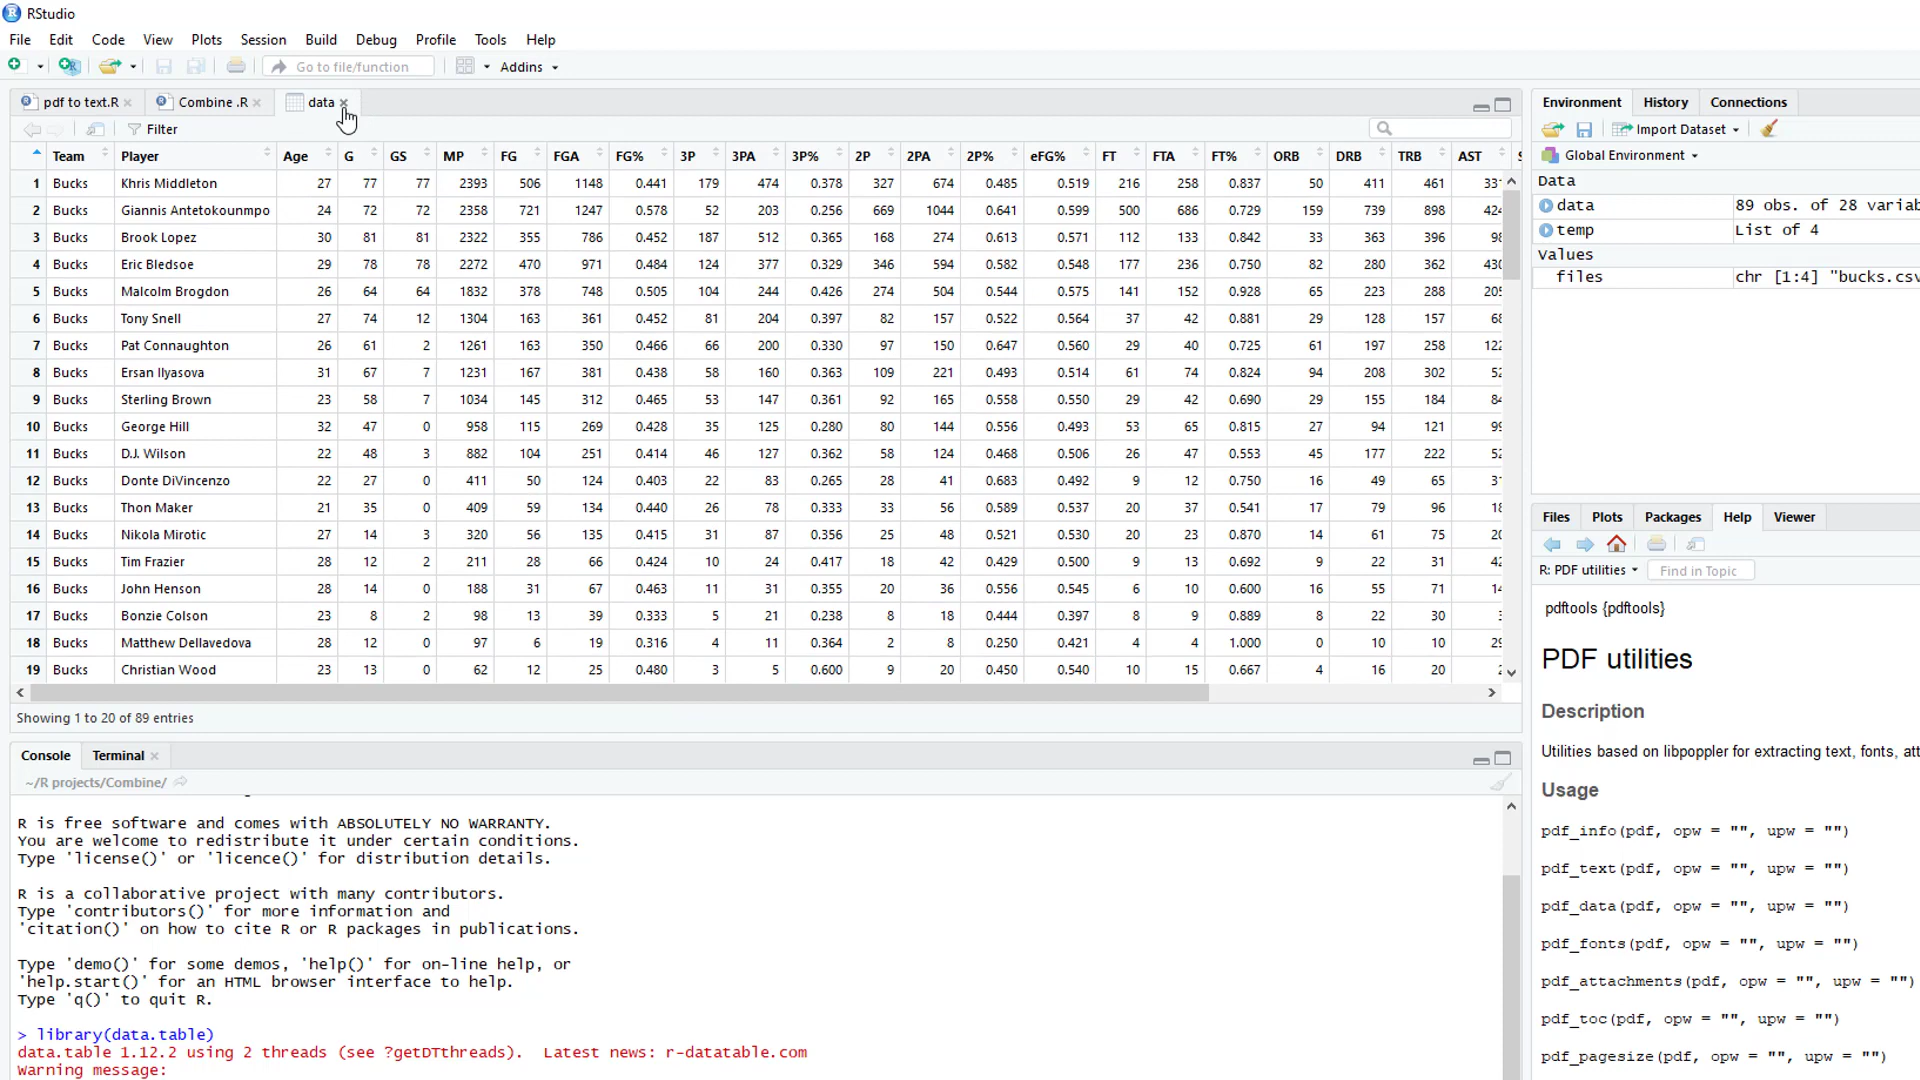 RStudio
File Edit Code View Plots Session Build Debug Profile Tools Help
Go to file/function Addins
pdf to text.R Combine .R data
Filter
Team Player Age G GS MP FG FGA FG% 3P 3PA 3P% 2P 2PA 2P% eFG% FT FTA FT% ORB DRB TRB AST
1 Bucks Khris Middleton 27 77 77 2393 506 1148 0.441 179 474 0.378 327 674 0.485 0.519 216 258 0.837 50 411 461
2 Bucks Giannis Antetokounmpo 24 72 72 2358 721 1247 0.578 52 203 0.256 669 1044 0.641 0.599 500 686 0.729 159 739 898
3 Bucks Brook Lopez 30 81 81 2322 355 786 0.452 187 512 0.365 168 274 0.613 0.571 112 133 0.842 33 363 396
4 Bucks Eric Bledsoe 29 78 78 2272 470 971 0.484 124 377 0.329 346 594 0.582 0.548 177 236 0.750 82 280 362
5 Bucks Malcolm Brogdon 26 64 64 1832 378 748 0.505 104 244 0.426 274 504 0.544 0.575 141 152 0.928 65 223 288
6 Bucks Tony Snell 27 74 12 1304 163 361 0.452 81 204 0.397 82 157 0.522 0.564 37 42 0.881 29 128 157
7 Bucks Pat Connaughton 26 61 2 1261 163 350 0.466 66 200 0.330 97 150 0.647 0.560 29 40 0.725 61 197 258
8 Bucks Ersan Ilyasova 31 67 7 1231 167 381 0.438 58 160 0.363 109 221 0.493 0.514 61 74 0.824 94 208 302
9 Bucks Sterling Brown 23 58 7 1034 145 312 0.465 53 147 0.361 92 165 0.558 0.550 29 42 0.690 29 155 184
10 Bucks George Hill 32 47 0 958 115 269 0.428 35 125 0.280 80 144 0.556 0.493 53 65 0.815 27 94 121
11 Bucks D.J. Wilson 22 48 3 882 104 251 0.414 46 127 0.362 58 124 0.468 0.506 26 47 0.553 45 177 222
12 Bucks Donte DiVincenzo 22 27 0 411 50 124 0.403 22 83 0.265 28 41 0.683 0.492 9 12 0.750 16 49 65
13 Bucks Thon Maker 21 35 0 409 59 134 0.440 26 78 0.333 33 56 0.589 0.537 20 37 0.541 17 79 96
14 Bucks Nikola Mirotic 27 14 3 320 56 135 0.415 31 87 0.356 25 48 0.521 0.530 20 23 0.870 14 61 75
15 Bucks Tim Frazier 28 12 2 211 28 66 0.424 10 24 0.417 18 42 0.429 0.500 9 13 0.692 9 22 31
16 Bucks John Henson 28 14 0 188 31 67 0.463 11 31 0.355 20 36 0.556 0.545 6 10 0.600 16 55 71
17 Bucks Bonzie Colson 23 8 2 98 13 39 0.333 5 21 0.238 8 18 0.444 0.397 8 9 0.889 8 22 30
18 Bucks Matthew Dellavedova 28 12 0 97 6 19 0.316 4 11 0.364 2 8 0.250 0.421 4 4 1.000 0 10 10
19 Bucks Christian Wood 23 13 0 62 12 25 0.480 3 5 0.600 9 20 0.450 0.540 10 15 0.667 4 16 20
Showing 1 to 20 of 89 entries
Console Terminal
~/R projects/Combine/
R is free software and comes with ABSOLUTELY NO WARRANTY.
You are welcome to redistribute it under certain conditions.
Type 'license()' or 'licence()' for distribution details.
R is a collaborative project with many contributors.
Type 'contributors()' for more information and
'citation()' on how to cite R or R packages in publications.
Type 'demo()' for some demos, 'help()' for on-line help, or
'help.start()' for an HTML browser interface to help.
Type 'q()' to quit R.
> library(data.table)
data.table 1.12.2 using 2 threads (see ?getDTthreads). Latest news: r-datatable.com
Warning message:
Environment History Connections
Import Dataset
Global Environment
Data
data 89 obs. of 28 variab
temp List of 4
Values
files chr [1:4] "bucks.csv
Files Plots Packages Help Viewer
R: PDF utilities Find in Topic
pdftools {pdftools}
PDF utilities
Description
Utilities based on libpoppler for extracting text, fonts, att
Usage
pdf_info(pdf, opw = "", upw = "")
pdf_text(pdf, opw = "", upw = "")
pdf_data(pdf, opw = "", upw = "")
pdf_fonts(pdf, opw = "", upw = "")
pdf_attachments(pdf, opw = "", upw = "")
pdf_toc(pdf, opw = "", upw = "")
pdf_pagesize(pdf, opw = "", upw = "")